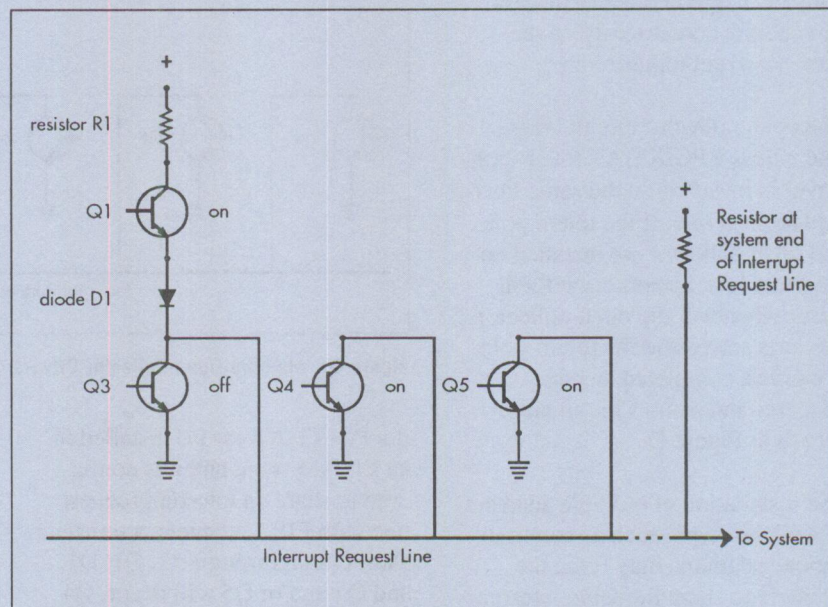 +
resistor R1
Q1
on
diode D1
Q3
off
Q4
on
Q5
on
+
Resistor at
system end
of Interrupt
Request Line
Interrupt Request Line
To System